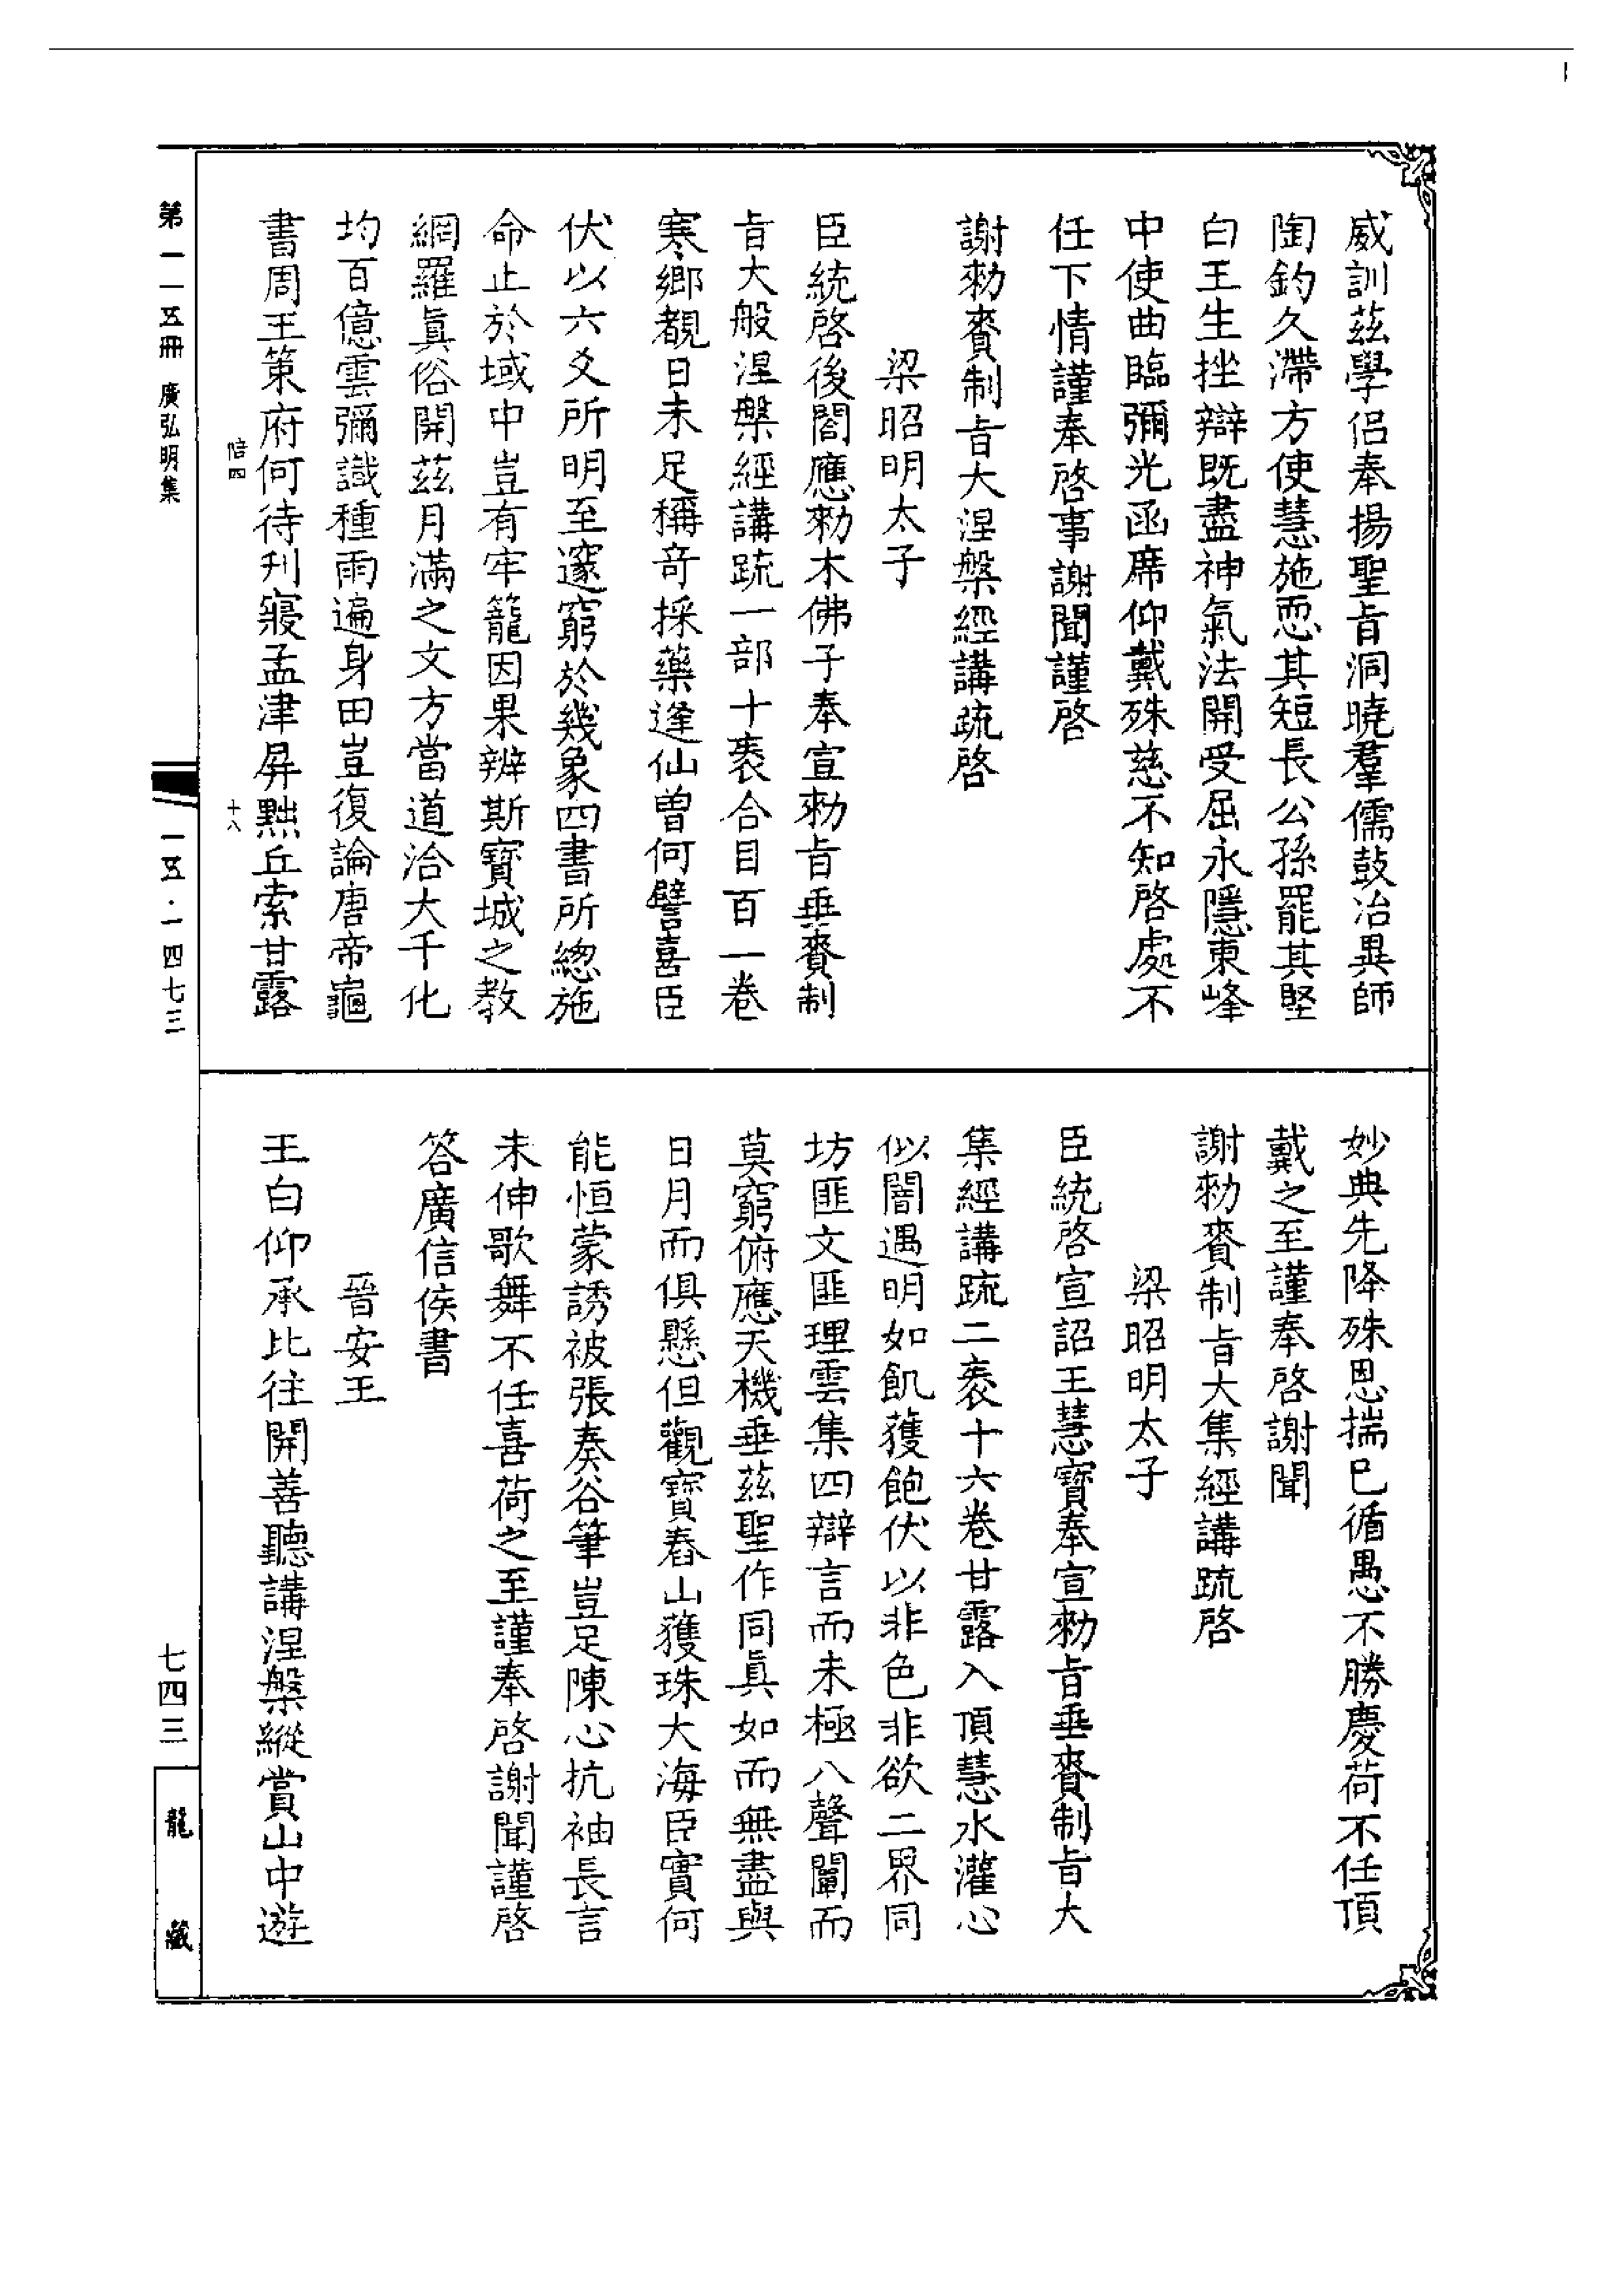 威訓茲學侶奉揚聖旨洞曉羣儒鼓冶異師
陶鈞久滯方使慧施恧其短長公孫罷其堅
白王生挫辯既盡神氣法開受屈永隱東峰
中使曲臨彌光函席仰戴殊慈不知啓處不
任下情謹奉啓事謝聞謹啓
謝勑賚制旨大涅槃經講疏啓
梁昭明太子
臣統啓後閤應勑木佛子奉宣勑旨垂賚制
旨大般涅槃經講疏一部十袠合目百一卷
寒鄉覩日未足稱奇採藥逢仙曾何譬喜臣
伏以六爻所明至邃窮於幾象四書所總施
命止於域中豈有牢籠因果辨斯寶城之教
網羅眞俗開茲月滿之文方當道洽大千化
均百億雲彌識種雨遍身田豈復論唐帝龜
書周王策府何待刋寢孟津屏黜丘索甘露
妙典先降殊恩揣已循愚不勝慶荷不任頂
戴之至謹奉啓謝聞
謝勑賚制旨大集經講疏啓
梁昭明太子
臣統啓宣詔王慧寶奉宣勑旨垂賚制旨大
集經講疏二袠十六卷甘露入頂慧水灌心
似闇遇明如飢獲飽伏以非色非欲二界同
坊匪文匪理雲集四辯言而未極八聲闡而
莫窮俯應天機垂茲聖作同眞如而無盡與
日月而俱懸但觀寶舂山獲珠大海臣實何
能恒蒙誘被張奏谷筆豈足陳心抗袖長言
未伸歌舞不任喜荷之至謹奉啓謝聞謹啓
答廣信侯書
晉安王
王白仰承比往開善聽講涅槃縱賞山中遊
第一一五冊 廣弘明集
倍四 十八
一五·一四七三
七四三
龍藏